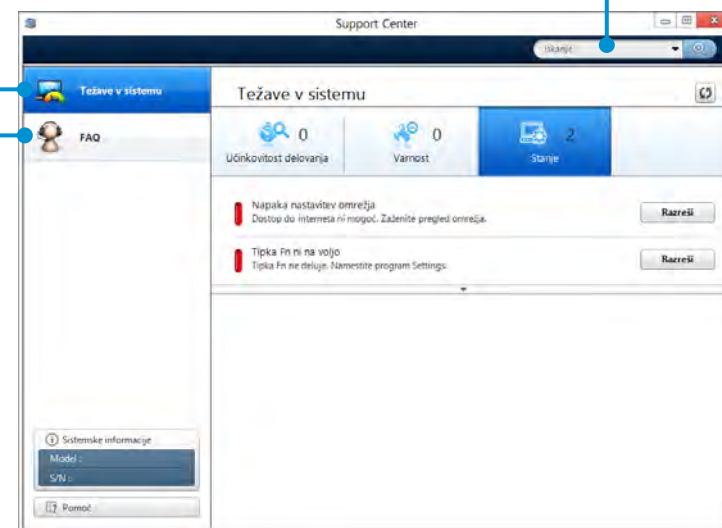 Support Center
Iskanje
Težave v sistemu
FAQ
Težave v sistemu
0
Učinkovitost delovanja
0
Varnost
2
Stanje
Napaka nastavitev omrežja
Dostop do interneta ni mogoč. Zaženite pregled omrežja.
Razreši
Tipka Fn ni na voljo
Tipka Fn ne deluje. Namestite program Settings.
Razreši
Sistemske informacije
Model :
S/N :
Pomoč